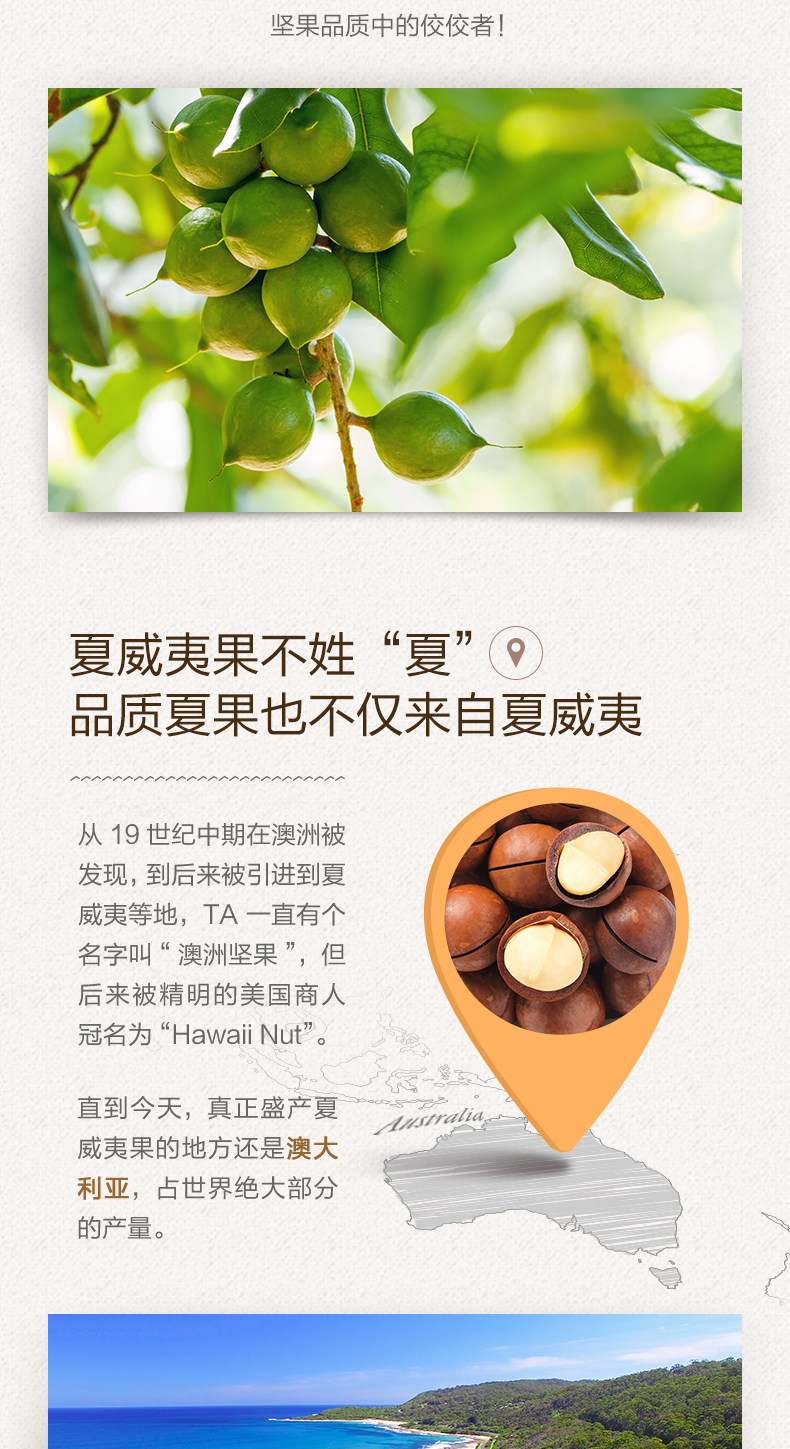 坚果品质中的佼佼者！
夏威夷果不姓“夏”
品质夏果也不仅来自夏威夷
从 19 世纪中期在澳洲被
发现，到后来被引进到夏
威夷等地，TA 一直有个
名字叫“ 澳洲坚果 ”，但
后来被精明的美国商人
冠名为 “Hawaii Nut”。
直到今天，真正盛产夏
威夷果的地方还是澳大
利亚，占世界绝大部分
的产量。
Australia